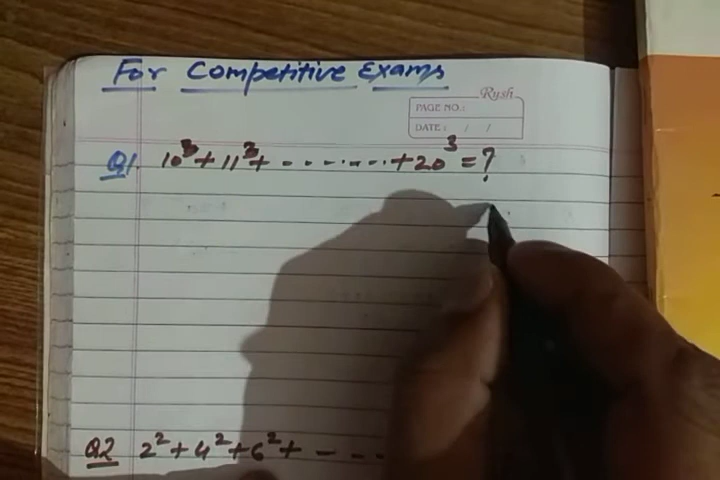 For Competitive Exams
Rysh
PAGE NO.:
DATE: / /
Q1. 10³ + 11³ + ......... + 20³ = ?
Q2 2² + 4² + 6² + - - -